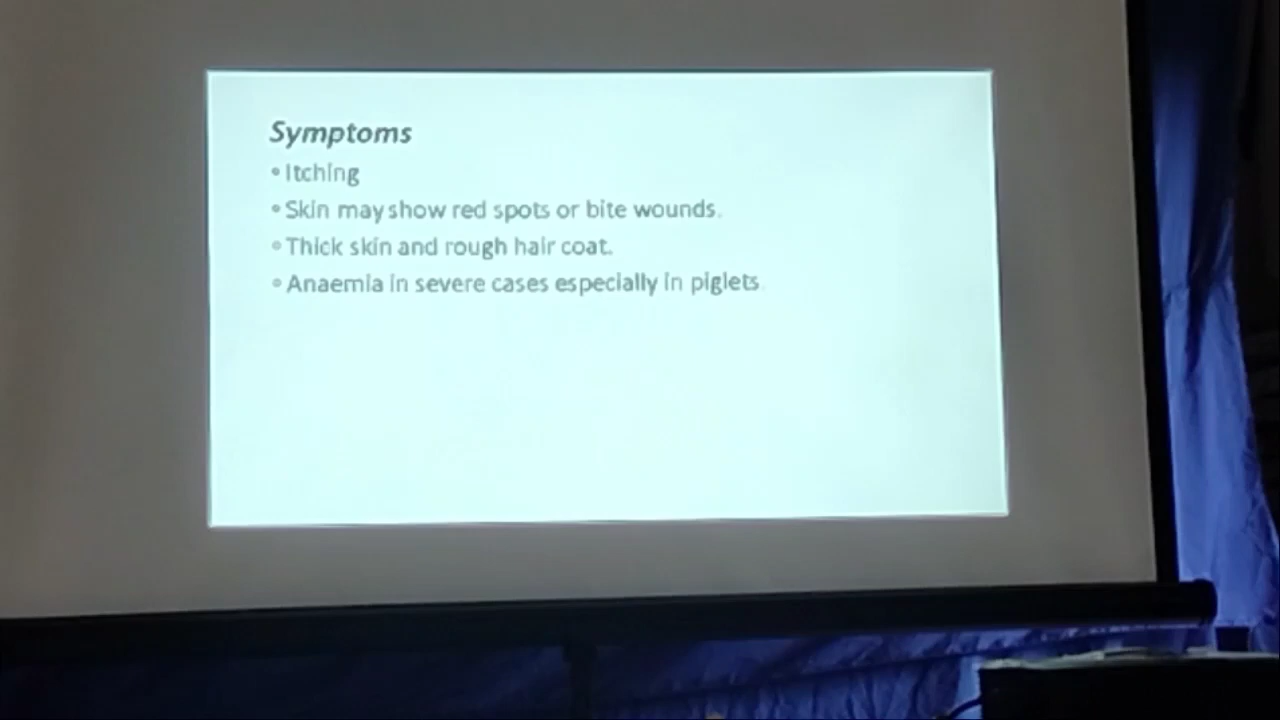 Symptoms
• Itching
• Skin may show red spots or bite wounds.
• Thick skin and rough hair coat.
• Anaemia in severe cases especially in piglets.